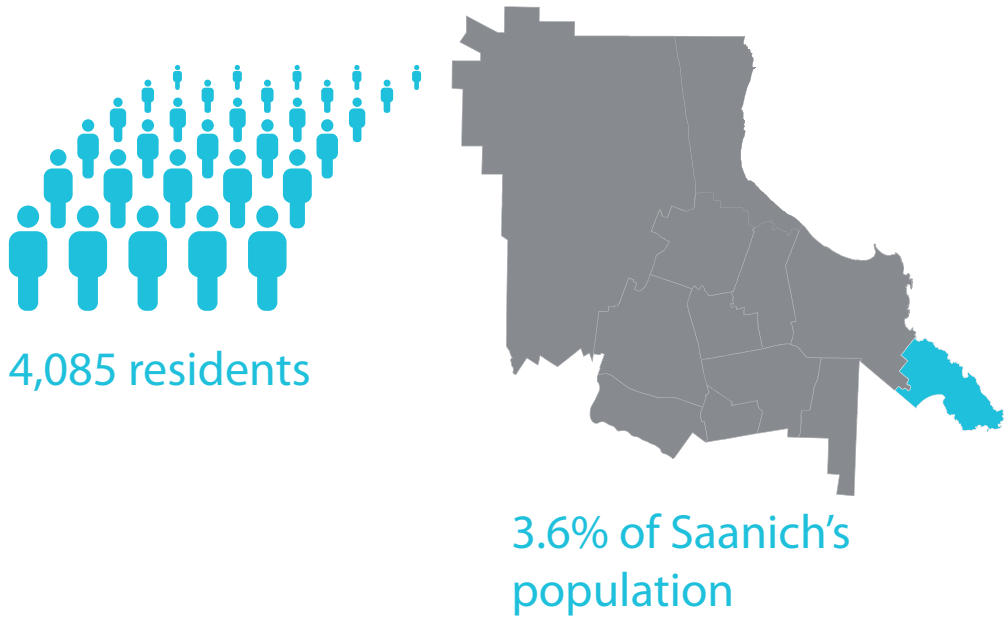 4,085 residents
3.6% of Saanich’s
population